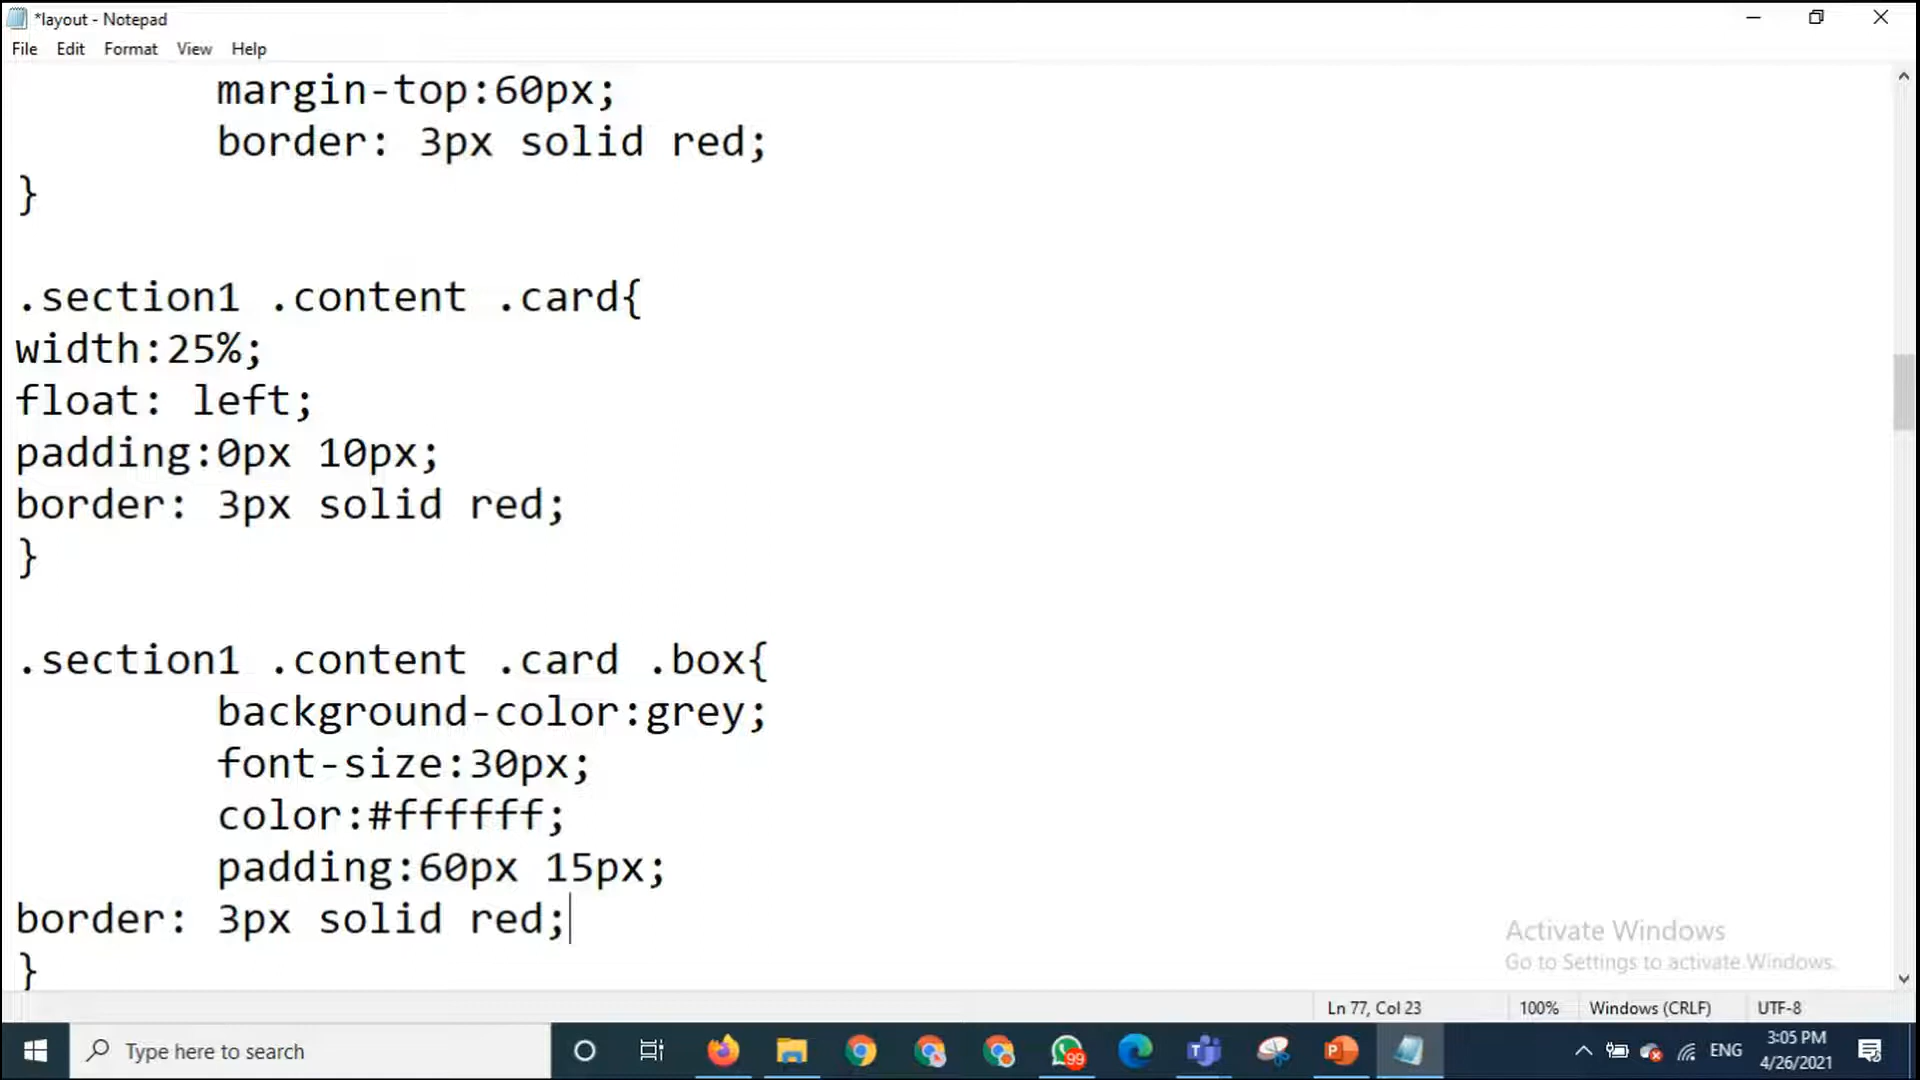 *layout - Notepad
File Edit Format View Help
margin-top:60px;
border: 3px solid red;
}
.section1 .content .card{
width:25%;
float: left;
padding:0px 10px;
border: 3px solid red;
}
.section1 .content .card .box{
background-color:grey;
font-size:30px;
color:#ffffff;
padding:60px 15px;
border: 3px solid red;
}
Activate Windows
Go to Settings to activate Windows.
Ln 77, Col 23 100% Windows (CRLF) UTF-8
Type here to search
99
ENG
3:05 PM
4/26/2021